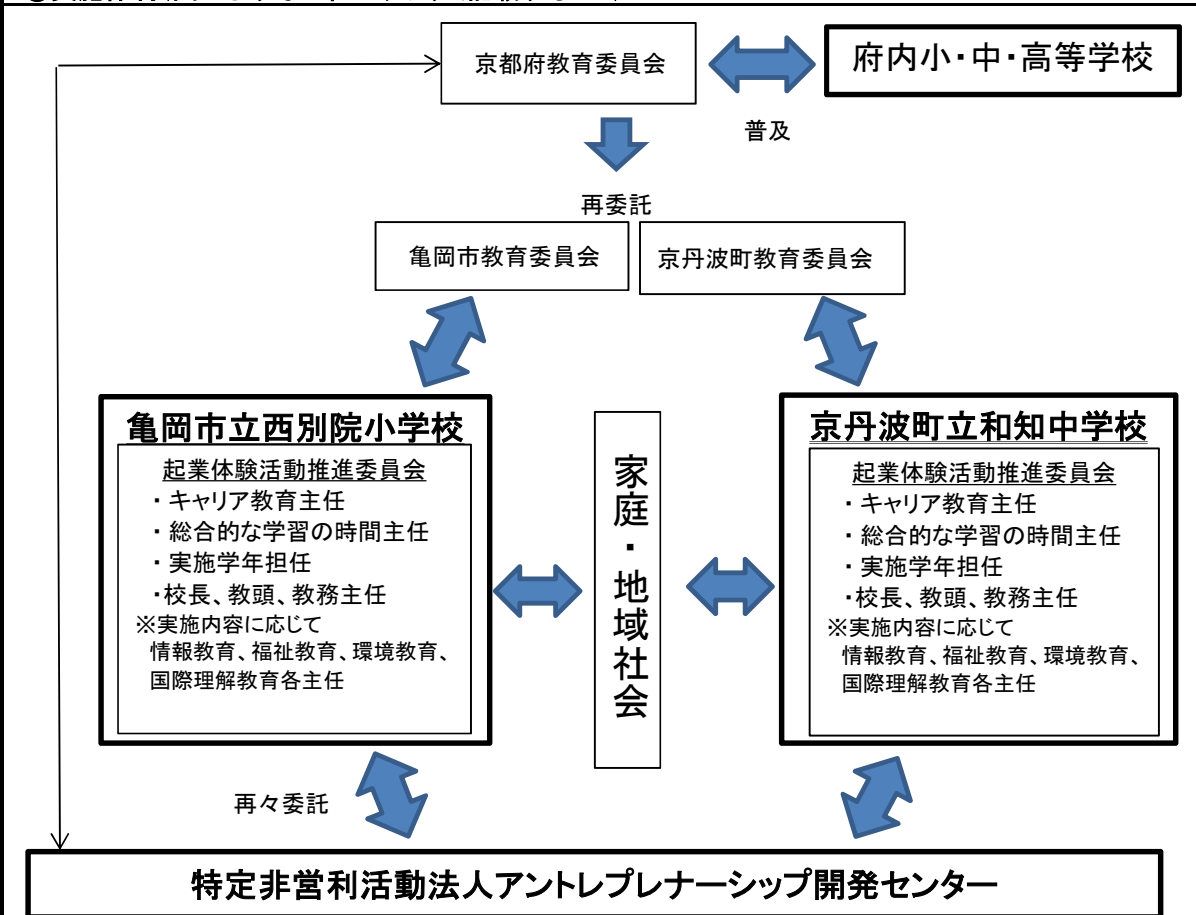 京都府教育委員会
府内小・中・高等学校
普及
再委託
亀岡市教育委員会
京丹波町教育委員会
亀岡市立西別院小学校
起業体験活動推進委員会
・キャリア教育主任
・総合的な学習の時間主任
・実施学年担任
・校長、教頭、教務主任
※実施内容に応じて
情報教育、福祉教育、環境教育、
国際理解教育各主任
家庭・地域社会
京丹波町立和知中学校
起業体験活動推進委員会
・キャリア教育主任
・総合的な学習の時間主任
・実施学年担任
・校長、教頭、教務主任
※実施内容に応じて
情報教育、福祉教育、環境教育、
国際理解教育各主任
再々委託
特定非営利活動法人アントレプレナーシップ開発センター